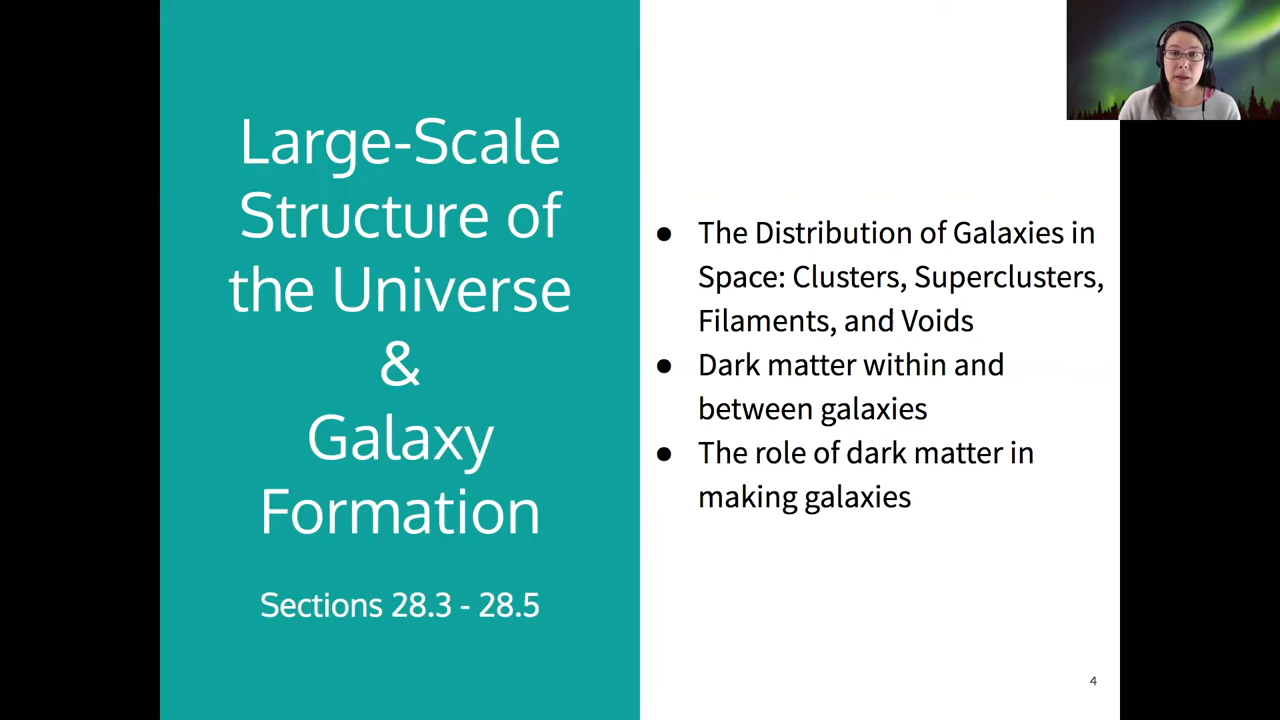 Large-Scale
Structure of
the Universe
&
Galaxy
Formation
Sections 28.3 - 28.5
● The Distribution of Galaxies in
Space: Clusters, Superclusters,
Filaments, and Voids
● Dark matter within and
between galaxies
● The role of dark matter in
making galaxies
4